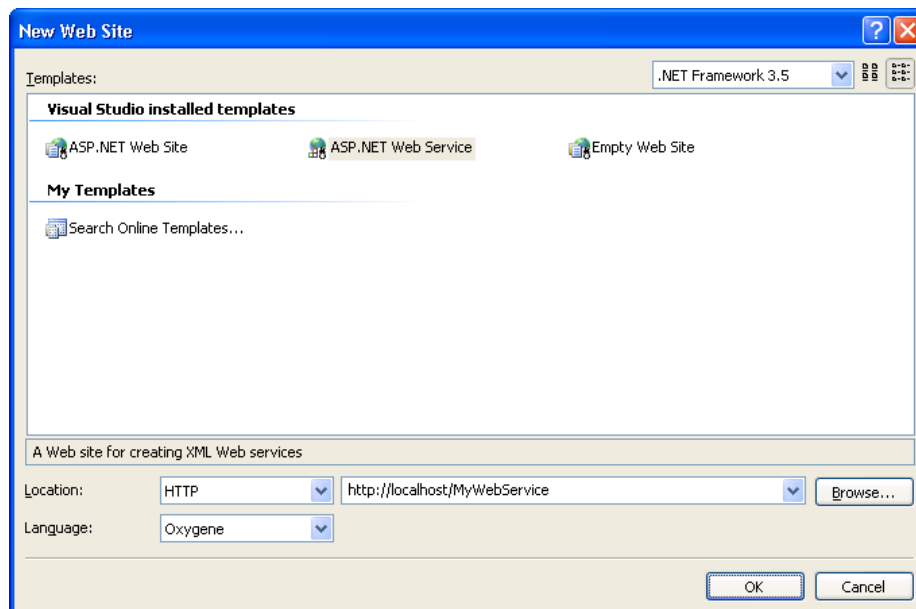 New Web Site
Templates:
.NET Framework 3.5
Visual Studio installed templates
ASP.NET Web Site
ASP.NET Web Service
Empty Web Site
My Templates
Search Online Templates...
A Web site for creating XML Web services
Location:
HTTP
http://localhost/MyWebService
Browse...
Language:
Oxygene
OK
Cancel